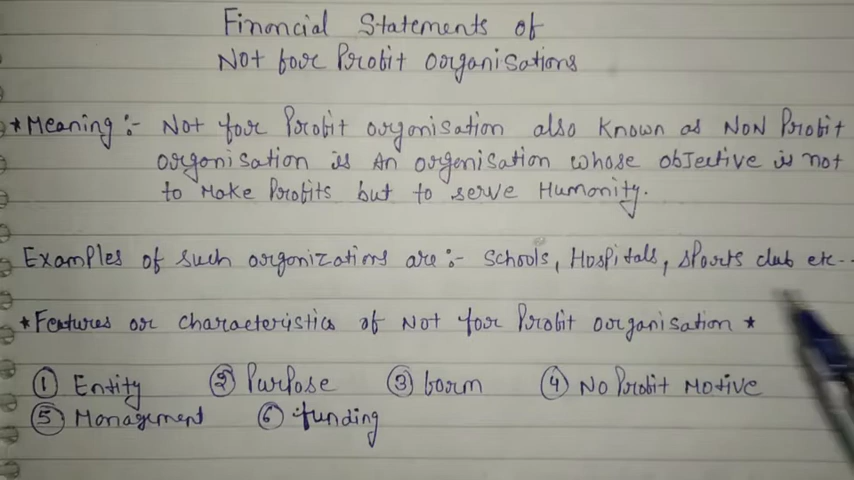 Financial Statements of
Not for Profit Organisations
*Meaning:- Not for Profit organisation also known as Non Profit
organisation is An organisation whose objective is not
to Make Profits but to serve Humanity.
Examples of such organizations are:- Schools, Hospitals, Sports club etc..
*Features or characteristics of Not for Profit Organisation*
① Entity ② Purpose ③ form ④ No Profit Motive
⑤ Management ⑥ funding